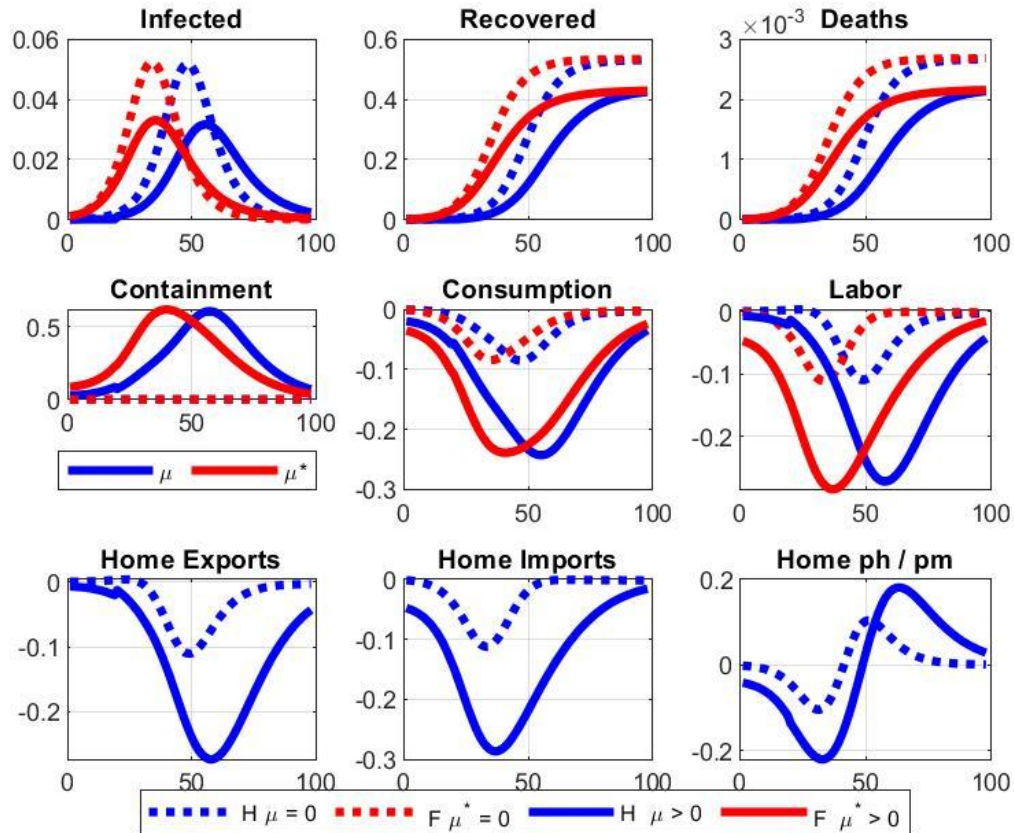 Infected
Recovered
Deaths
0.06
0.04
0.02
0
0 50 100
0.6
0.4
0.2
0
0 50 100
3 ×10⁻³
2
1
0
0 50 100
Containment
Consumption
Labor
0.5
0
0 50 100
μ μ*
0
-0.1
-0.2
-0.3
0 50 100
0
-0.1
-0.2
0 50 100
Home Exports
Home Imports
Home ph / pm
0
-0.1
-0.2
0 50 100
0
-0.1
-0.2
-0.3
0 50 100
0.2
0
-0.2
0 50 100
H μ = 0 F μ* = 0 H μ > 0 F μ* > 0